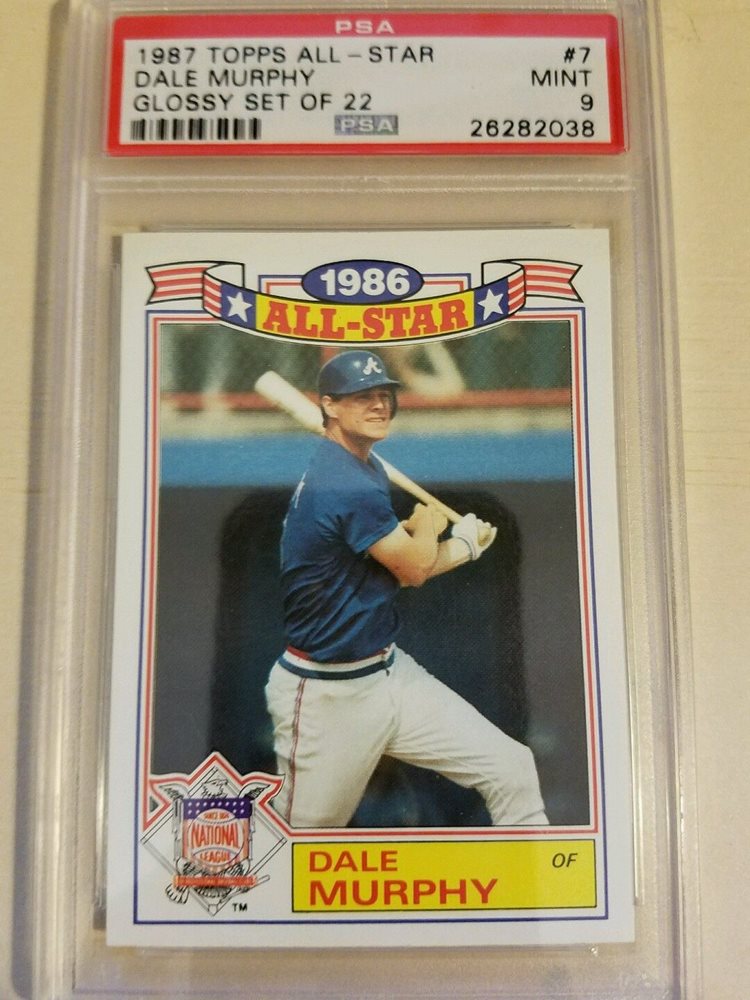 PSA
1987 TOPPS ALL-STAR #7
DALE MURPHY MINT
GLOSSY SET OF 22 9
PSA 26282038
1986
ALL-STAR
A
NATIONAL
LEAGUE
TM
DALE OF
MURPHY